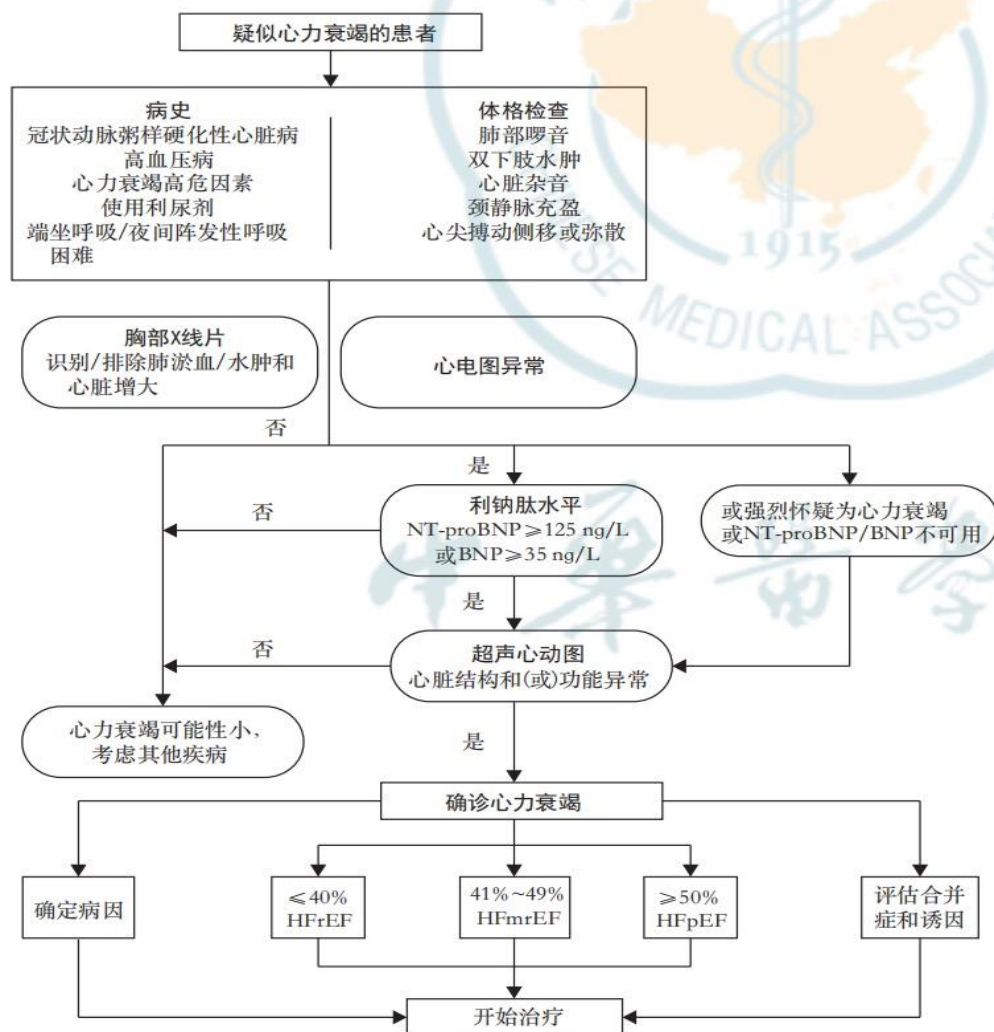 疑似心力衰竭的患者
病史
冠状动脉粥样硬化性心脏病
高血压病
心力衰竭高危因素
使用利尿剂
端坐呼吸/夜间阵发性呼吸
困难
体格检查
肺部啰音
双下肢水肿
心脏杂音
颈静脉充盈
心尖搏动侧移或弥散
1915
CHINESE MEDICAL ASSOCI
胸部X线片
识别/排除肺淤血/水肿和
心脏增大
心电图异常
否
是
利钠肽水平
NT-proBNP≥125 ng/L
或BNP≥35 ng/L
否
或强烈怀疑为心力衰竭
或NT-proBNP/BNP不可用
中华医学
是
超声心动图
心脏结构和(或)功能异常
否
心力衰竭可能性小，
考虑其他疾病
是
确诊心力衰竭
确定病因
≤40%
HFrEF
41%~49%
HFmrEF
≥50%
HFpEF
评估合并
症和诱因
开始治疗